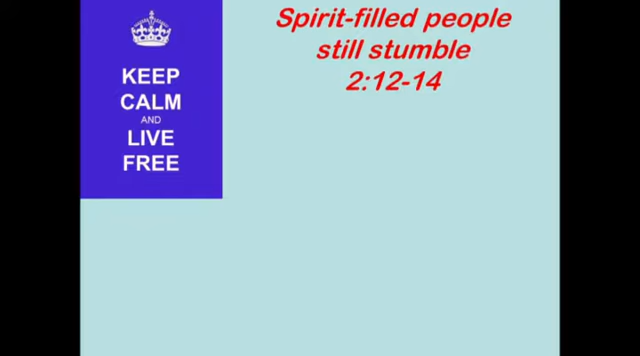 KEEP
CALM
AND
LIVE
FREE
Spirit-filled people
still stumble
2:12-14